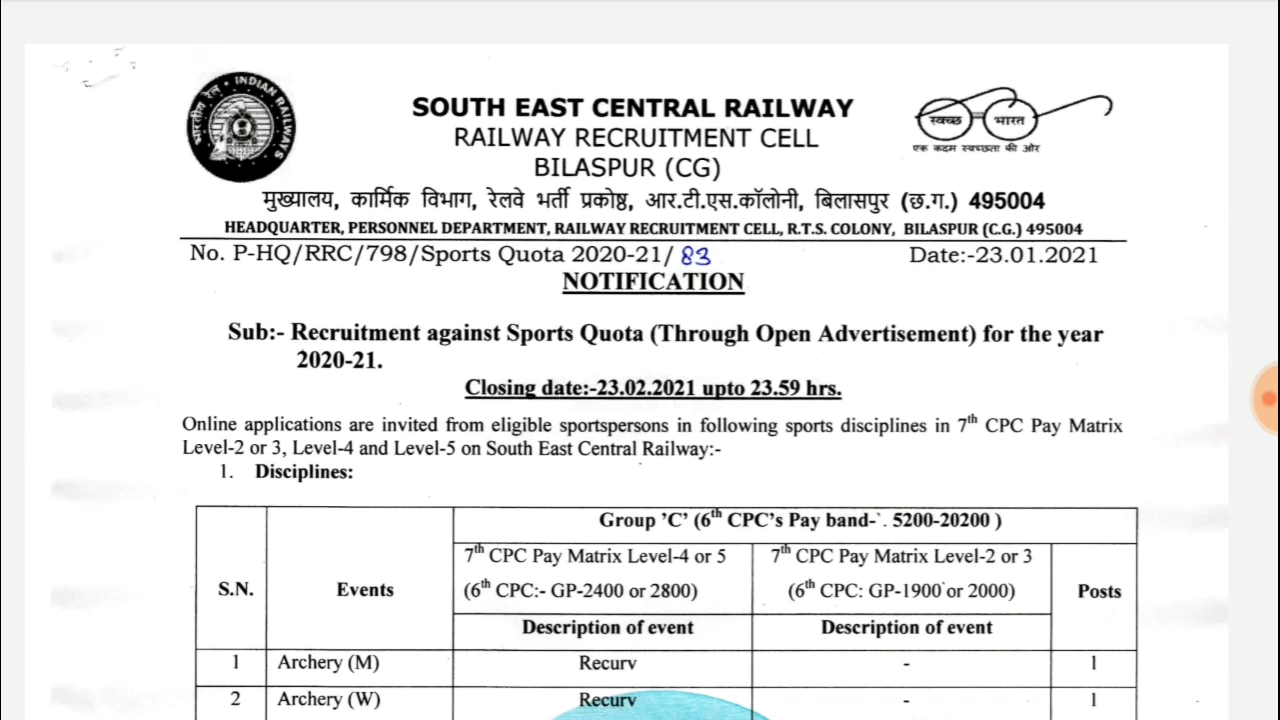 भारतीय रेल • INDIAN RAILWAYS
SOUTH EAST CENTRAL RAILWAY
RAILWAY RECRUITMENT CELL
BILASPUR (CG)
स्वच्छ भारत
एक कदम स्वच्छता की ओर
मुख्यालय, कार्मिक विभाग, रेलवे भर्ती प्रकोष्ठ, आर.टी.एस.कॉलोनी, बिलासपुर (छ.ग.) 495004
HEADQUARTER, PERSONNEL DEPARTMENT, RAILWAY RECRUITMENT CELL, R.T.S. COLONY, BILASPUR (C.G.) 495004
No. P-HQ/RRC/798/Sports Quota 2020-21/ 83 Date:-23.01.2021
NOTIFICATION
Sub:- Recruitment against Sports Quota (Through Open Advertisement) for the year
2020-21.
Closing date:-23.02.2021 upto 23.59 hrs.
Online applications are invited from eligible sportspersons in following sports disciplines in 7th CPC Pay Matrix
Level-2 or 3, Level-4 and Level-5 on South East Central Railway:-
1. Disciplines:
Group 'C' (6th CPC's Pay band-`. 5200-20200 )
7th CPC Pay Matrix Level-4 or 5 7th CPC Pay Matrix Level-2 or 3
S.N. Events (6th CPC:- GP-2400 or 2800) (6th CPC: GP-1900 or 2000) Posts
Description of event Description of event
1 Archery (M) Recurv - 1
2 Archery (W) Recurv - 1